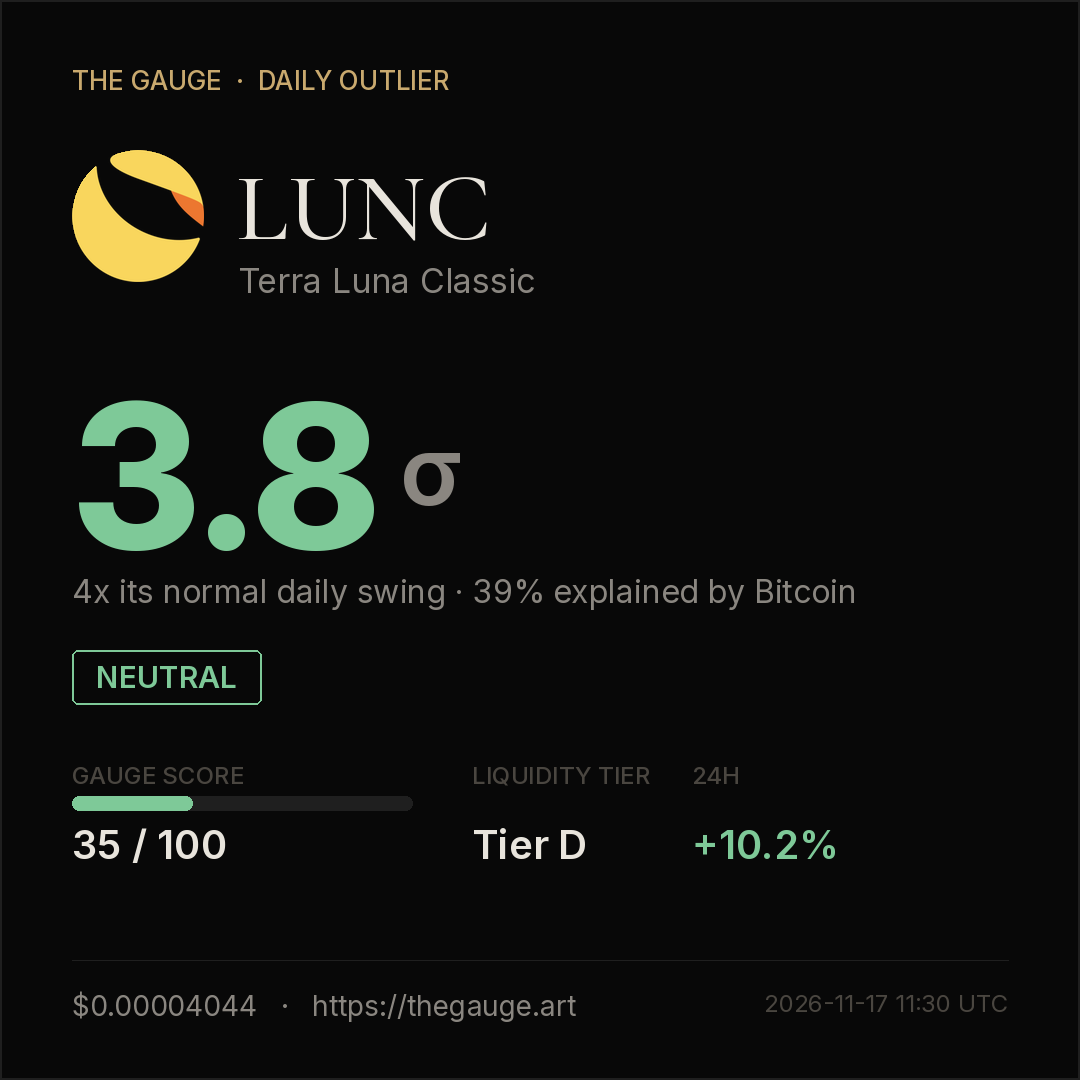 THE GAUGE · DAILY OUTLIER
LUNC
Terra Luna Classic
3.8 σ
4x its normal daily swing · 39% explained by Bitcoin
NEUTRAL
GAUGE SCORE LIQUIDITY TIER 24H
35 / 100 Tier D +10.2%
$0.00004044 · https://thegauge.art 2026-11-17 11:30 UTC